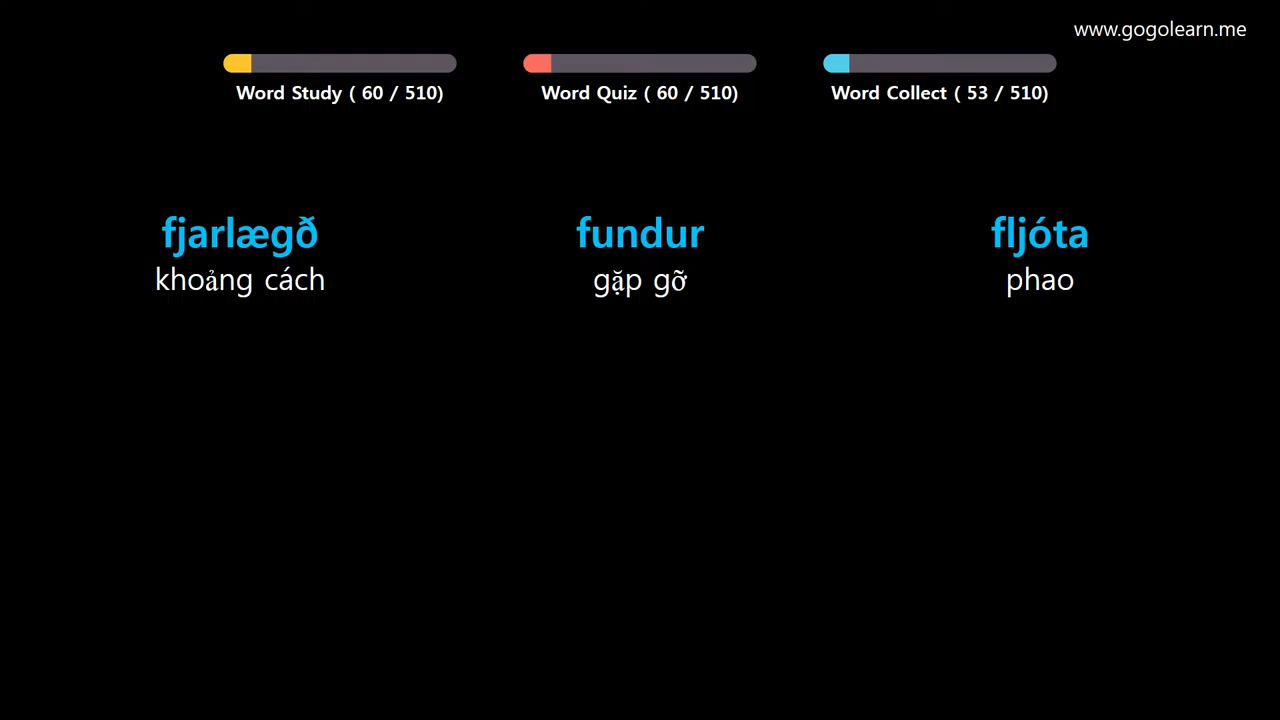 www.gogolearn.me
Word Study ( 60 / 510)
Word Quiz ( 60 / 510)
Word Collect ( 53 / 510)
fjarlægð
khoảng cách
fundur
gặp gỡ
fljóta
phao